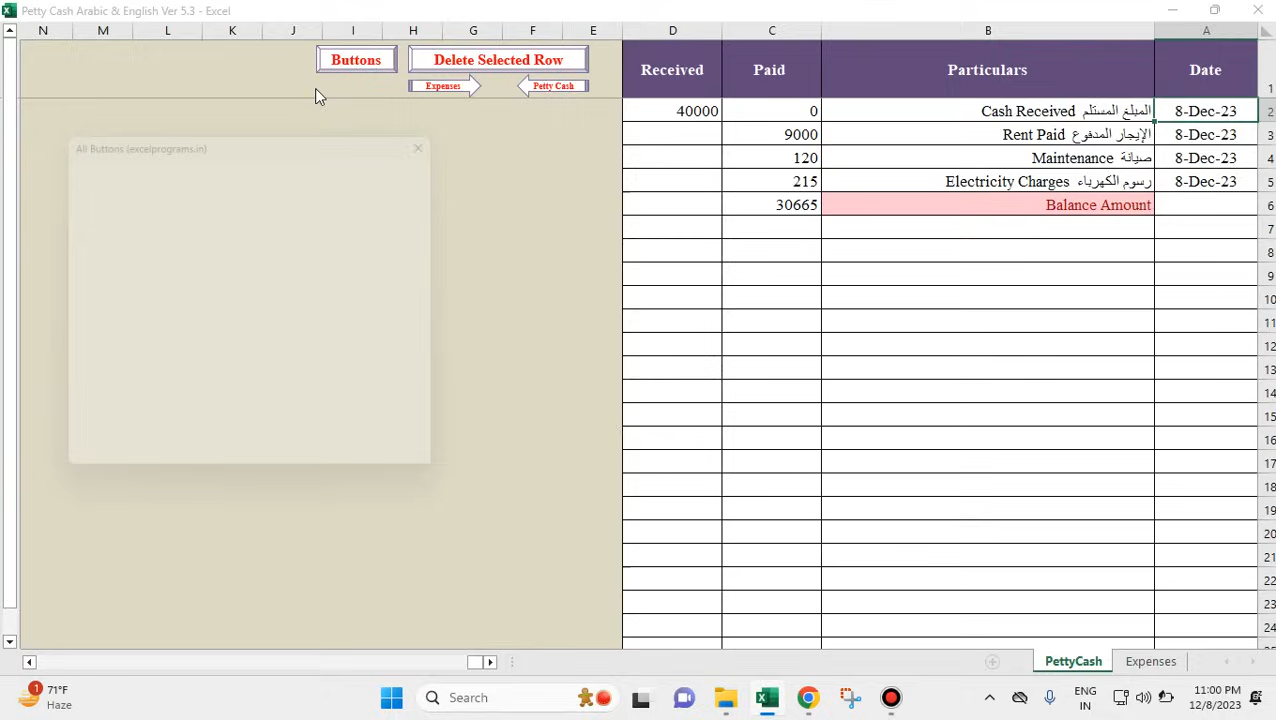 Petty Cash Arabic & English Ver 5.3 - Excel
N M L K J I H G F E D C B A
Buttons
Delete Selected Row
Expenses
Petty Cash
Received Paid Particulars Date 1
40000 0 Cash Received المبلغ المستلم 8-Dec-23 2
9000 Rent Paid الإيجار المدفوع 8-Dec-23 3
120 Maintenance صيانة 8-Dec-23 4
215 Electricity Charges رسوم الكهرباء 8-Dec-23 5
30665 Balance Amount 6
7
8
9
10
11
12
13
14
15
16
17
18
19
20
21
22
23
24
All Buttons (excelprograms.in)
PettyCash Expenses
1
71°F
Haze
Search
ENG
IN
11:00 PM
12/8/2023